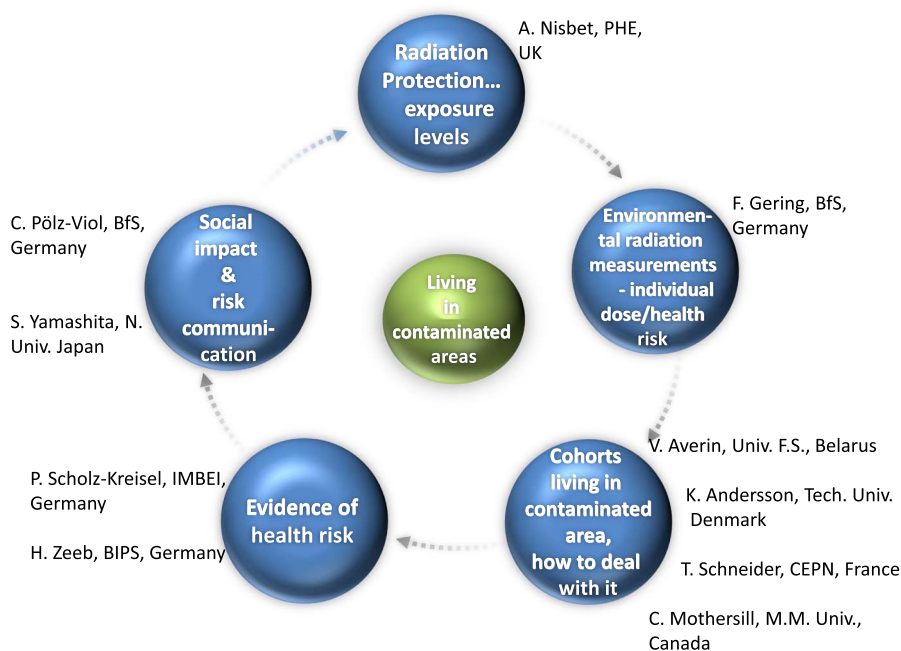 A. Nisbet, PHE,
UK
Radiation
Protection…
exposure
levels
F. Gering, BfS,
Germany
Environmen-
tal radiation
measurements
- individual
dose/health
risk
V. Averin, Univ. F.S., Belarus
K. Andersson, Tech. Univ.
Denmark
T. Schneider, CEPN, France
C. Mothersill, M.M. Univ.,
Canada
Cohorts
living in
contaminated
area,
how to deal
with it
P. Scholz-Kreisel, IMBEI,
Germany
H. Zeeb, BIPS, Germany
Evidence of
health risk
C. Pölz-Viol, BfS,
Germany
S. Yamashita, N.
Univ. Japan
Social
impact
&
risk
communi-
cation
Living
in
contaminated
areas